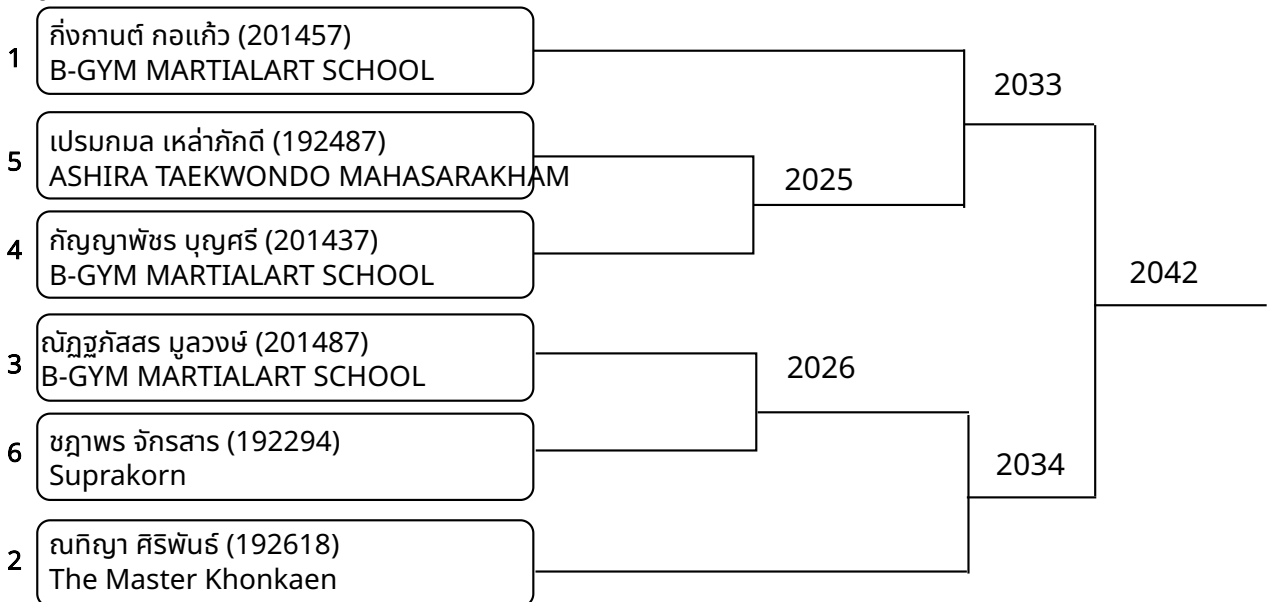 1
กิ่งกานต์ กอแก้ว (201457)
B-GYM MARTIALART SCHOOL
2033
5
เปรมกมล เหล่าภักดี (192487)
ASHIRA TAEKWONDO MAHASARAKHAM
2025
4
กัญญาพัชร บุญศรี (201437)
B-GYM MARTIALART SCHOOL
2042
3
ณัฏฐภัสสร มูลวงษ์ (201487)
B-GYM MARTIALART SCHOOL
2026
6
ชฎาพร จักรสาร (192294)
Suprakorn
2034
2
ณทิญา ศิริพันธ์ (192618)
The Master Khonkaen